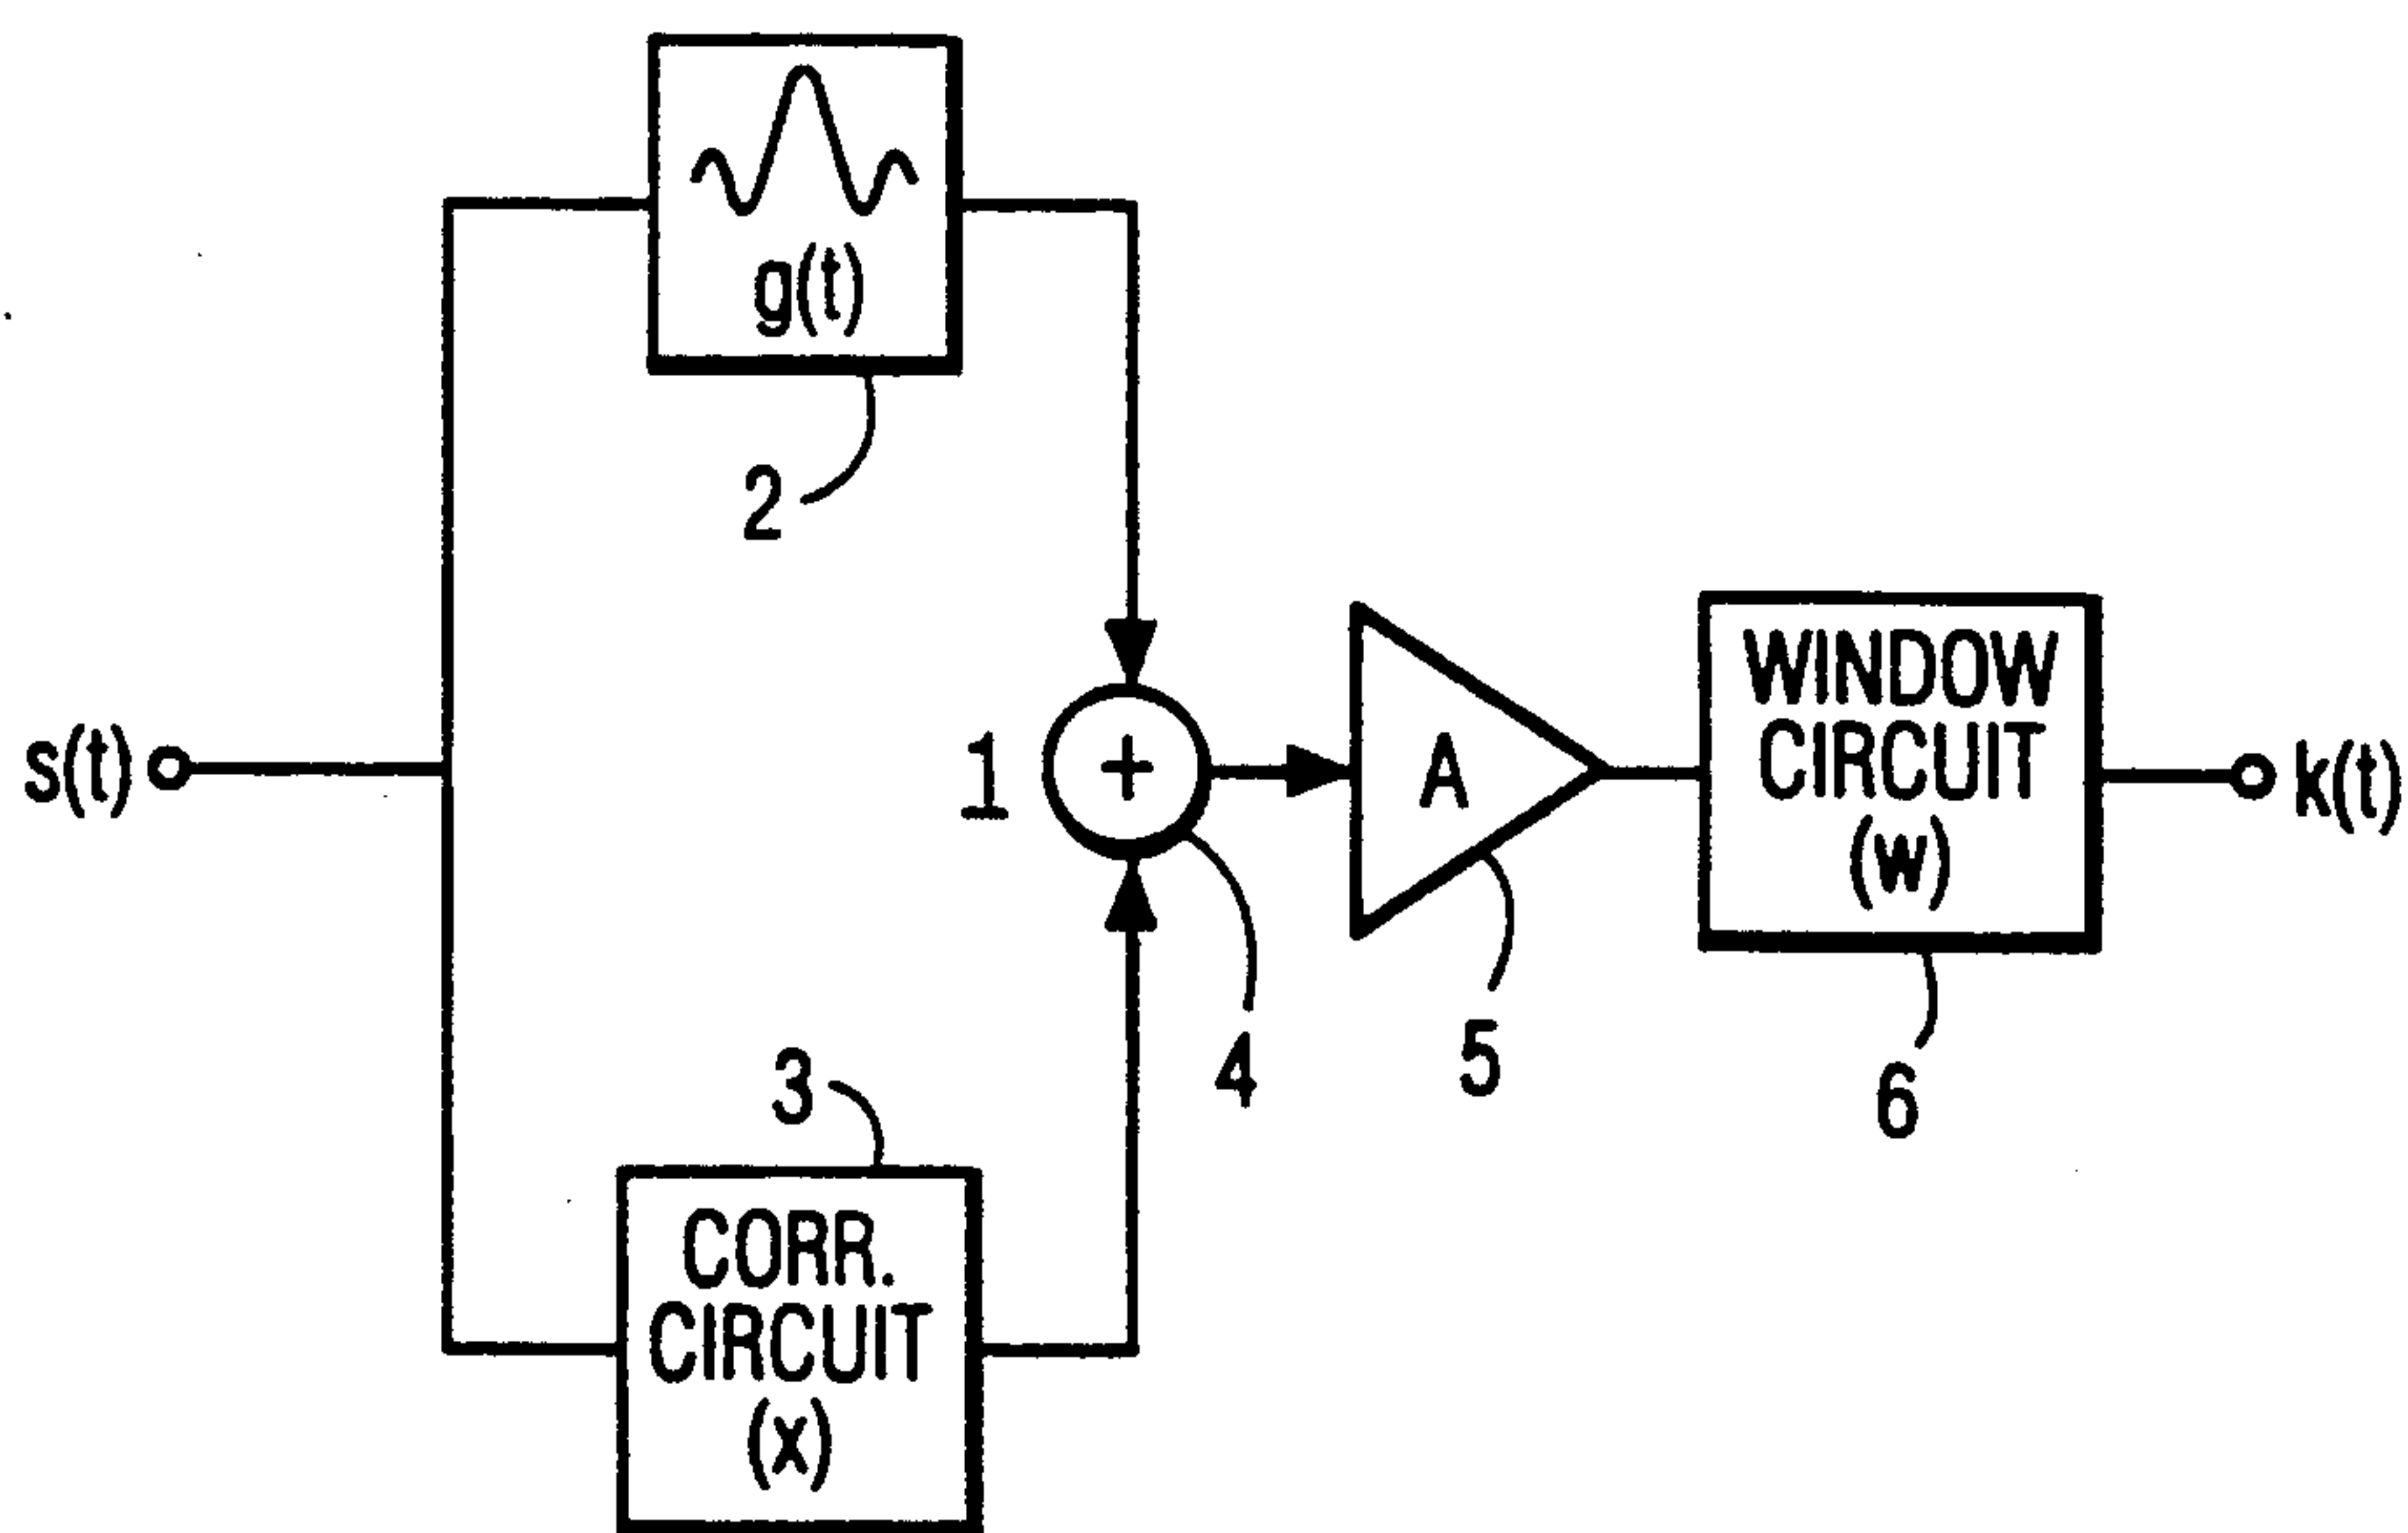 g(t)
2
s(t)
1
+
A
WINDOW
CIRCUIT
(W)
k(t)
4
5
6
3
CORR.
CIRCUIT
(X)